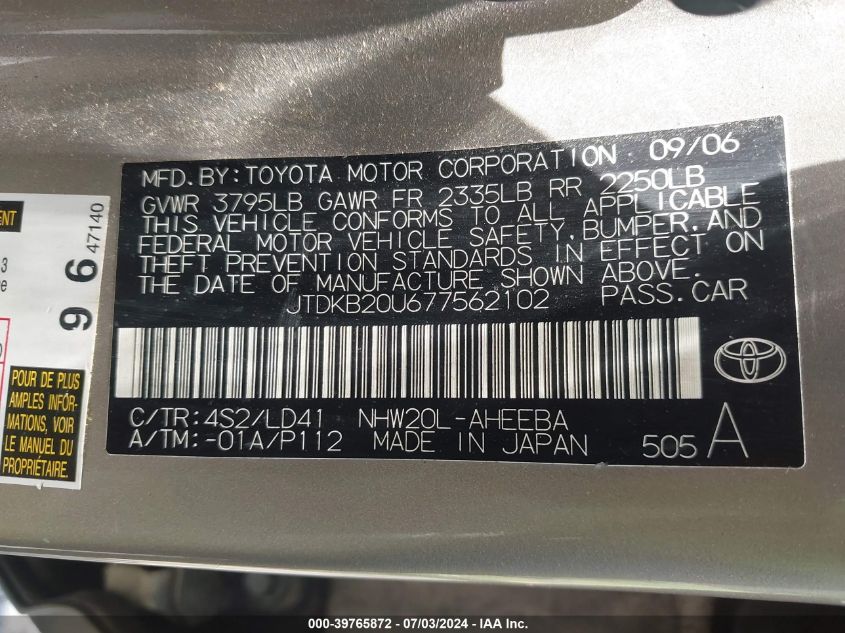 MFD. BY: TOYOTA MOTOR CORPORATION 09/06
GVWR 3795LB GAWR FR 2335LB RR 2250LB
THIS VEHICLE CONFORMS TO ALL APPLICABLE
FEDERAL MOTOR VEHICLE SAFETY, BUMPER, AND
THEFT PREVENTION STANDARDS IN EFFECT ON
THE DATE OF MANUFACTURE SHOWN ABOVE.
JTDKB20U677562102 PASS. CAR
C/TR: 4S2/LD41 NHW20L-AHEEBA
A/TM: -01A/P112 MADE IN JAPAN 505 A
96 47140
3
POUR DE PLUS
AMPLES INFOR-
MATIONS, VOIR
LE MANUEL DU
PROPRIÉTAIRE.
000-39765872 / 07/03/2024 - IAA Inc.